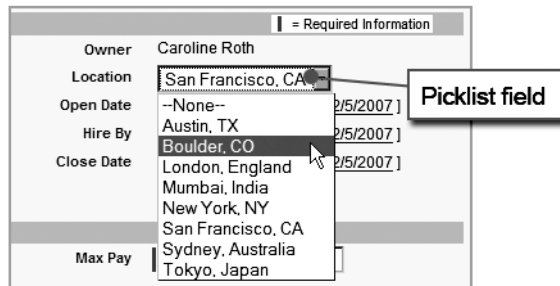 = Required Information
Owner Caroline Roth
Location San Francisco, CA
Picklist field
Open Date --None-- 2/5/2007 ]
Austin, TX
Hire By Boulder, CO 2/5/2007 ]
Close Date London, England 2/5/2007 ]
Mumbai, India
New York, NY
San Francisco, CA
Sydney, Australia
Max Pay
Tokyo, Japan